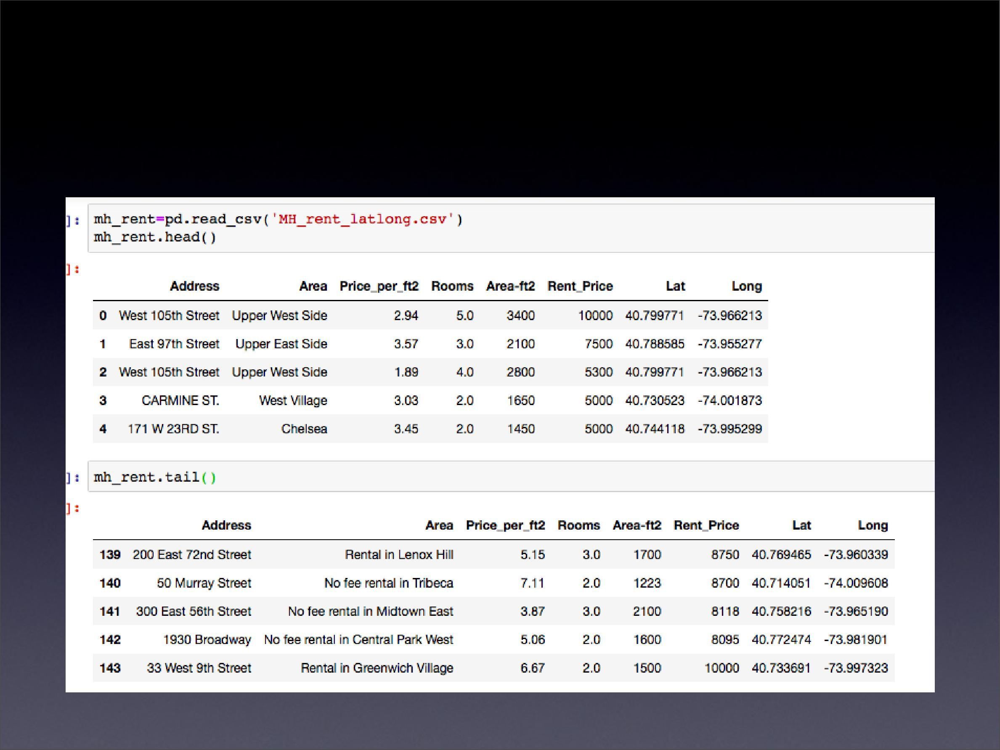 ]: mh_rent=pd.read_csv('MH_rent_latlong.csv')
mh_rent.head()
]:
Address Area Price_per_ft2 Rooms Area-ft2 Rent_Price Lat Long
0 West 105th Street Upper West Side 2.94 5.0 3400 10000 40.799771 -73.966213
1 East 97th Street Upper East Side 3.57 3.0 2100 7500 40.788585 -73.955277
2 West 105th Street Upper West Side 1.89 4.0 2800 5300 40.799771 -73.966213
3 CARMINE ST. West Village 3.03 2.0 1650 5000 40.730523 -74.001873
4 171 W 23RD ST. Chelsea 3.45 2.0 1450 5000 40.744118 -73.995299
]: mh_rent.tail()
]:
Address Area Price_per_ft2 Rooms Area-ft2 Rent_Price Lat Long
139 200 East 72nd Street Rental in Lenox Hill 5.15 3.0 1700 8750 40.769465 -73.960339
140 50 Murray Street No fee rental in Tribeca 7.11 2.0 1223 8700 40.714051 -74.009608
141 300 East 56th Street No fee rental in Midtown East 3.87 3.0 2100 8118 40.758216 -73.965190
142 1930 Broadway No fee rental in Central Park West 5.06 2.0 1600 8095 40.772474 -73.981901
143 33 West 9th Street Rental in Greenwich Village 6.67 2.0 1500 10000 40.733691 -73.997323